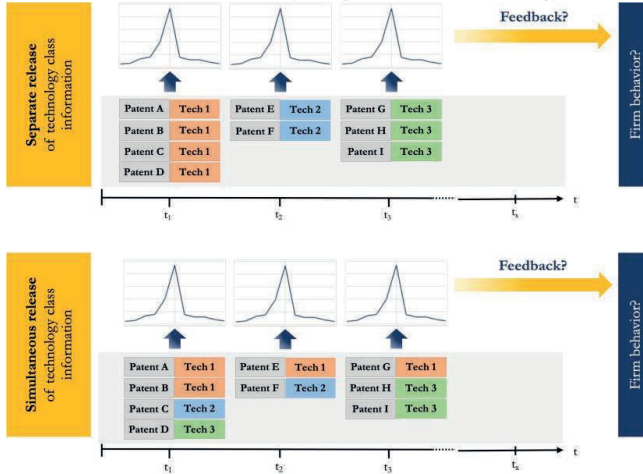 Feedback?
Separate release
of technology class
information
Patent A Tech 1
Patent B Tech 1
Patent C Tech 1
Patent D Tech 1
Patent E Tech 2
Patent F Tech 2
Patent G Tech 3
Patent H Tech 3
Patent I Tech 3
Firm behavior?
t
t1
t2
t3
tx
Feedback?
Simultaneous release
of technology class
information
Patent A Tech 1
Patent B Tech 1
Patent C Tech 2
Patent D Tech 3
Patent E Tech 1
Patent F Tech 2
Patent G Tech 1
Patent H Tech 3
Patent I Tech 3
Firm behavior?
t
t1
t2
t3
tx